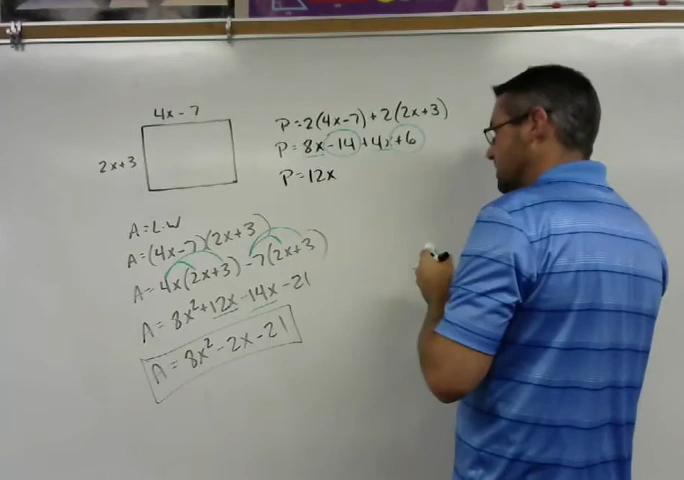 4x - 7
2x+3
P=2(4x-7)+2(2x+3)
P= 8x-14+4x+6
P=12x
A=L·W
A=(4x-7)(2x+3)
A= 4x(2x+3) -7(2x+3)
A= 8x²+12x-14x-21
A= 8x²-2x-21